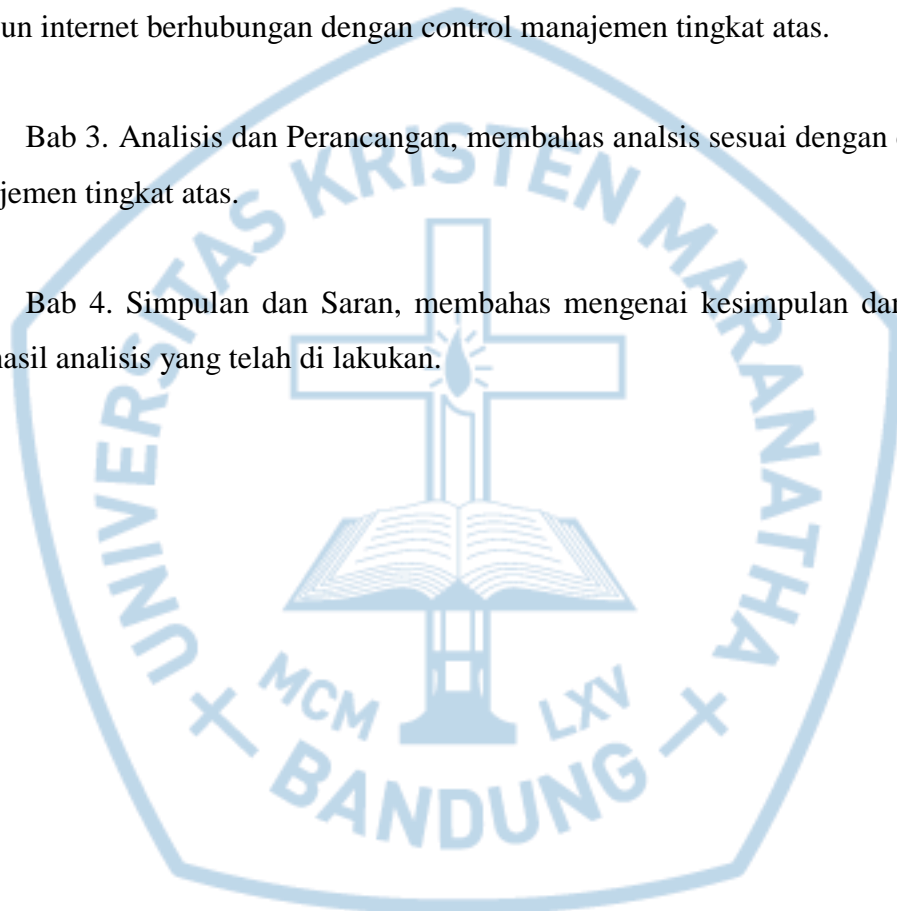 un internet berhubungan dengan control manajemen tingkat atas.
Bab 3. Analisis dan Perancangan, membahas analsis sesuai dengan
jemen tingkat atas.
Bab 4. Simpulan dan Saran, membahas mengenai kesimpulan dar
hasil analisis yang telah di lakukan.
UNIVERSITAS KRISTEN MARANATHA
MCM LXV
BANDUNG